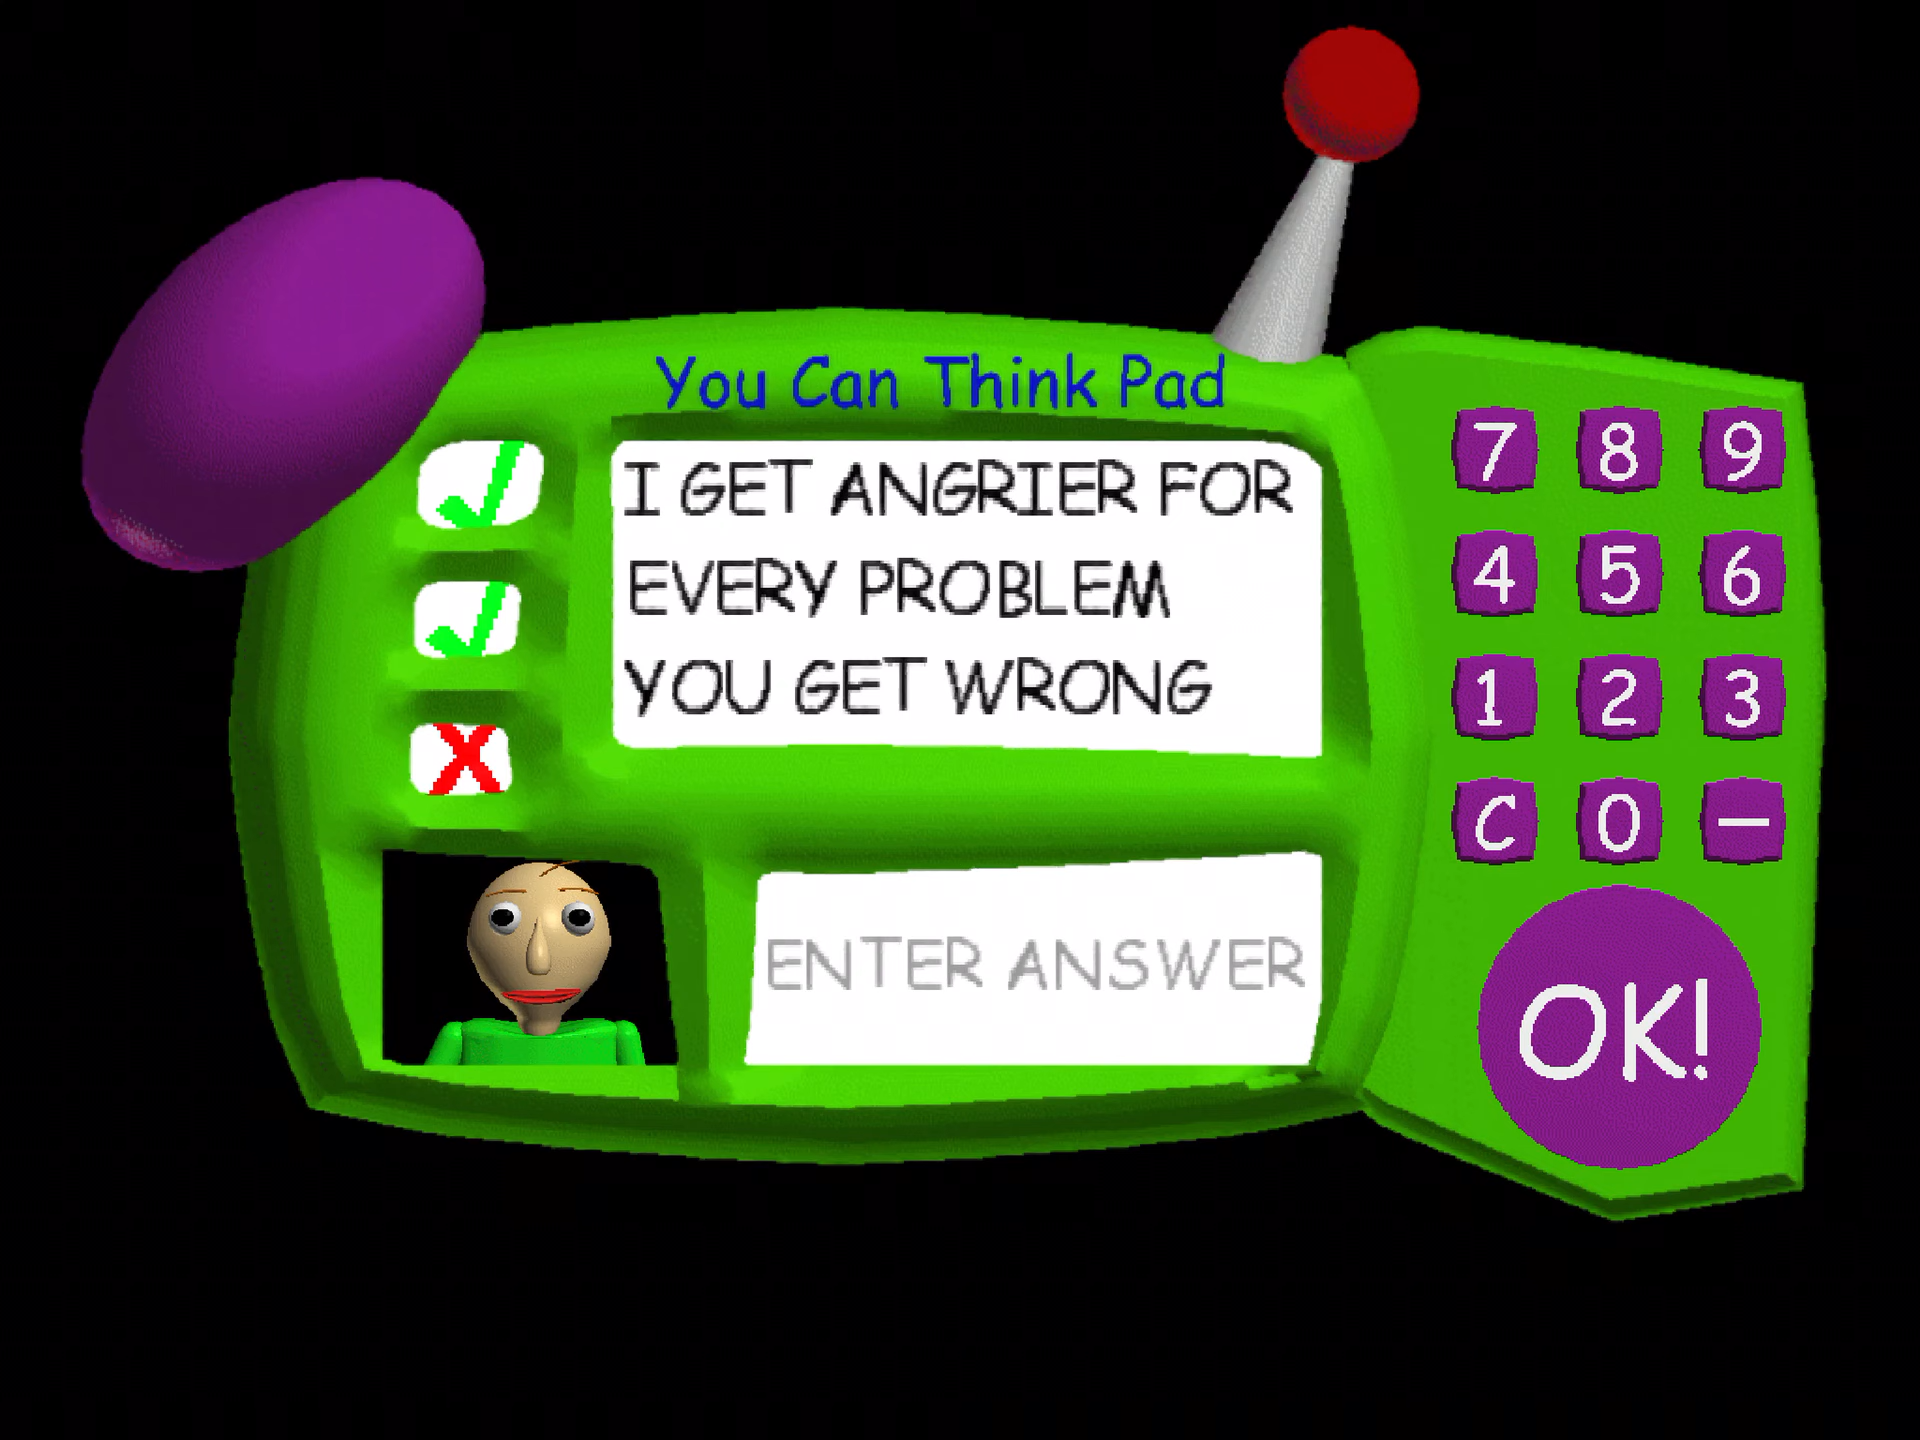 You Can Think Pad
I GET ANGRIER FOR
EVERY PROBLEM
YOU GET WRONG
ENTER ANSWER
7 8 9
4 5 6
1 2 3
C 0 −
OK!